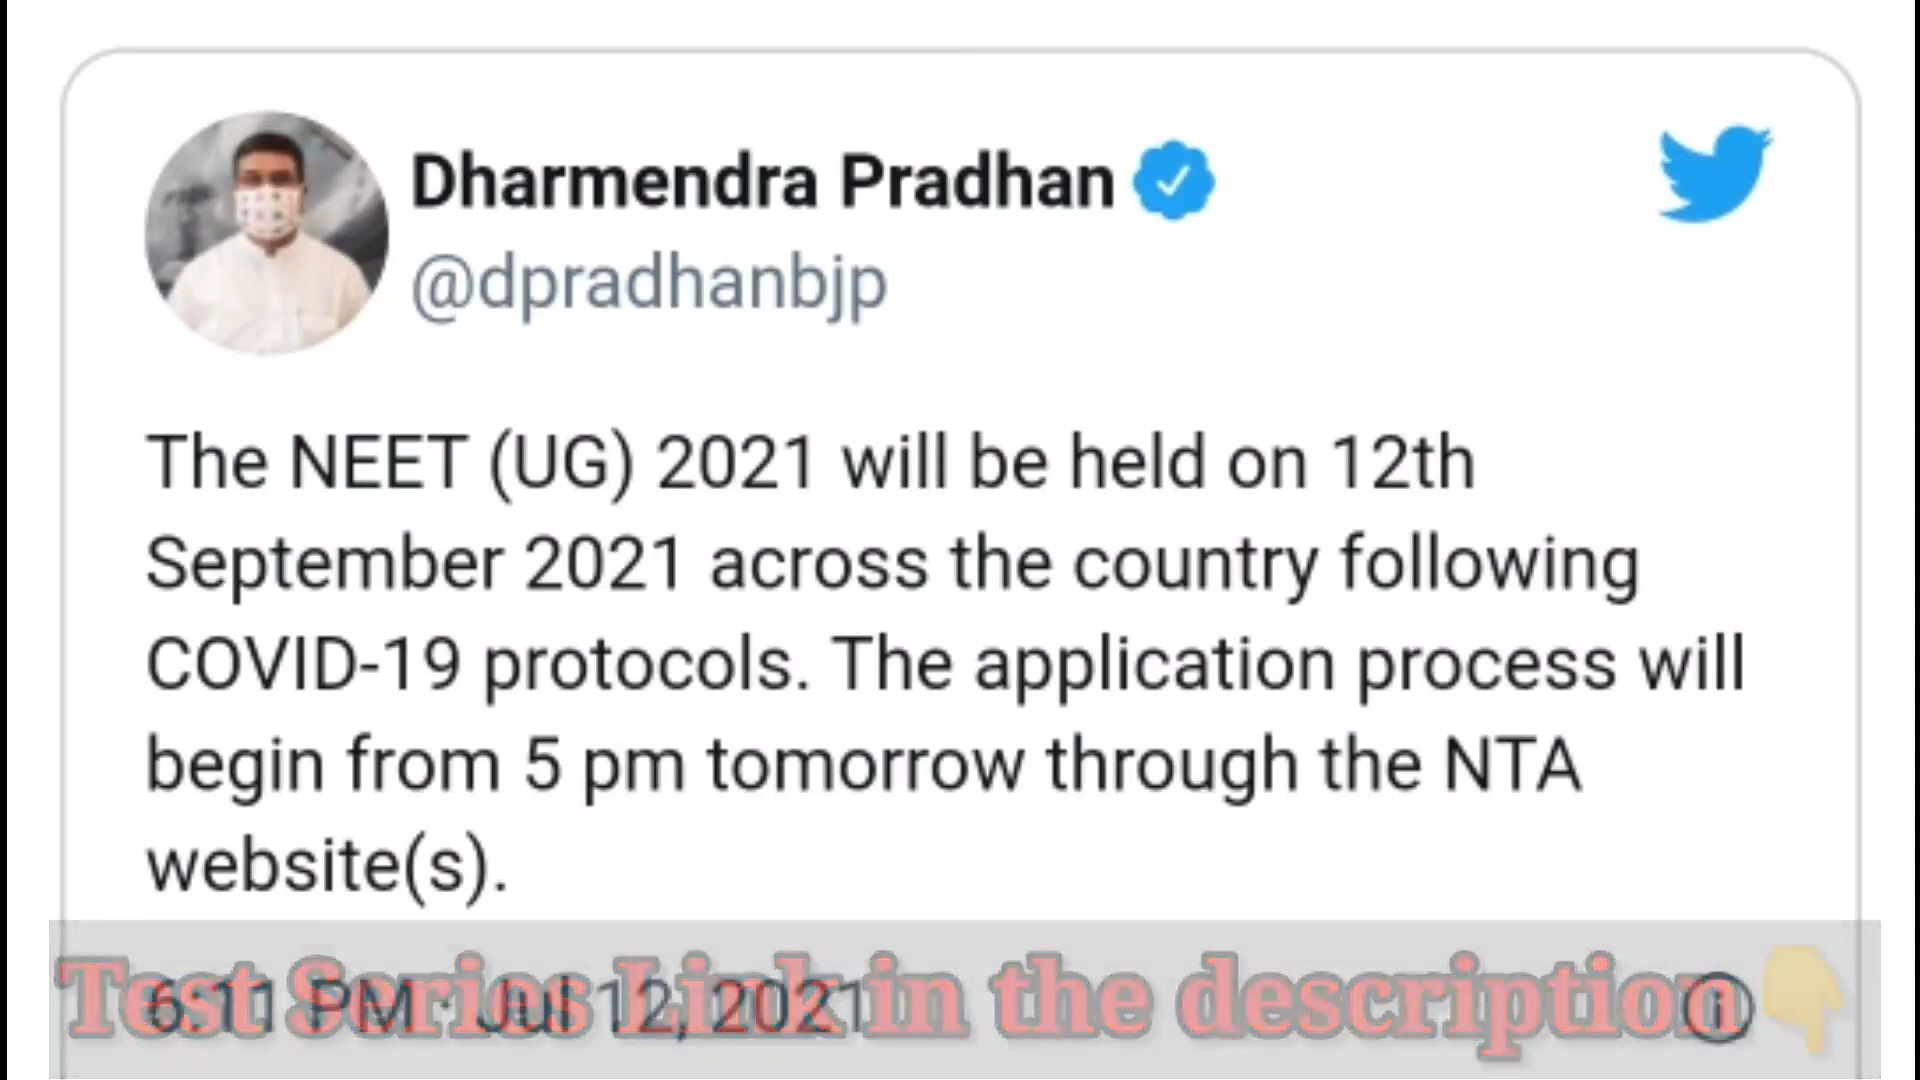 Dharmendra Pradhan
@dpradhanbjp
The NEET (UG) 2021 will be held on 12th
September 2021 across the country following
COVID-19 protocols. The application process will
begin from 5 pm tomorrow through the NTA
website(s).
6:11 PM · Jul 12, 2021
Test Series Link in the description